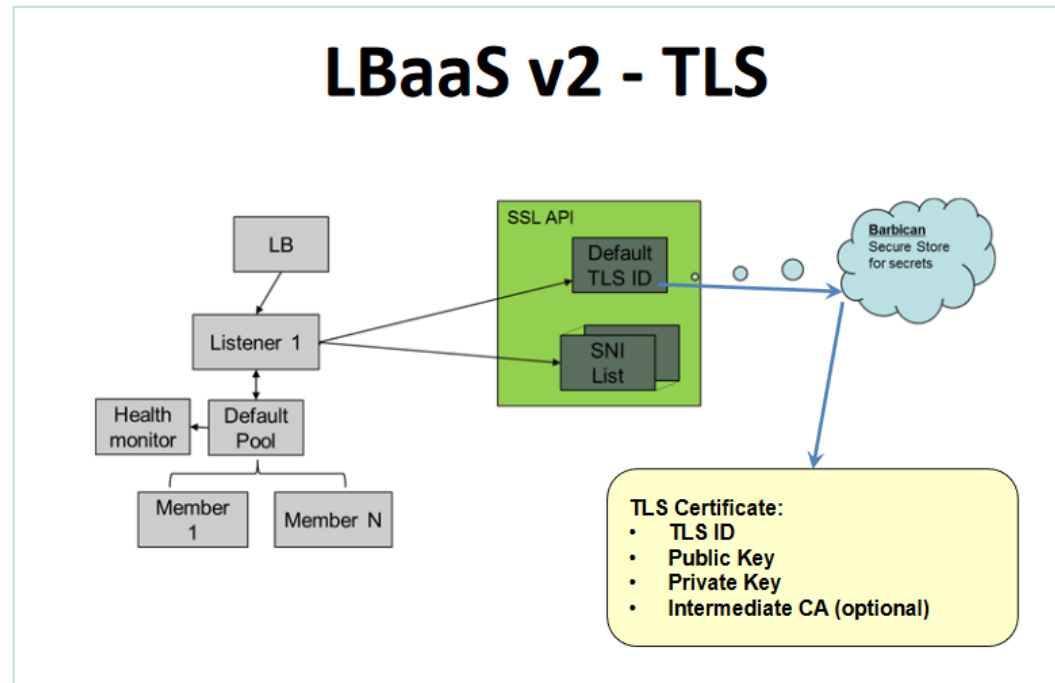 LBaaS v2 - TLS
LB
Listener 1
Health
monitor
Default
Pool
Member
1
Member N
SSL API
Default
TLS ID
SNI
List
Barbican
Secure Store
for secrets
TLS Certificate:
• TLS ID
• Public Key
• Private Key
• Intermediate CA (optional)